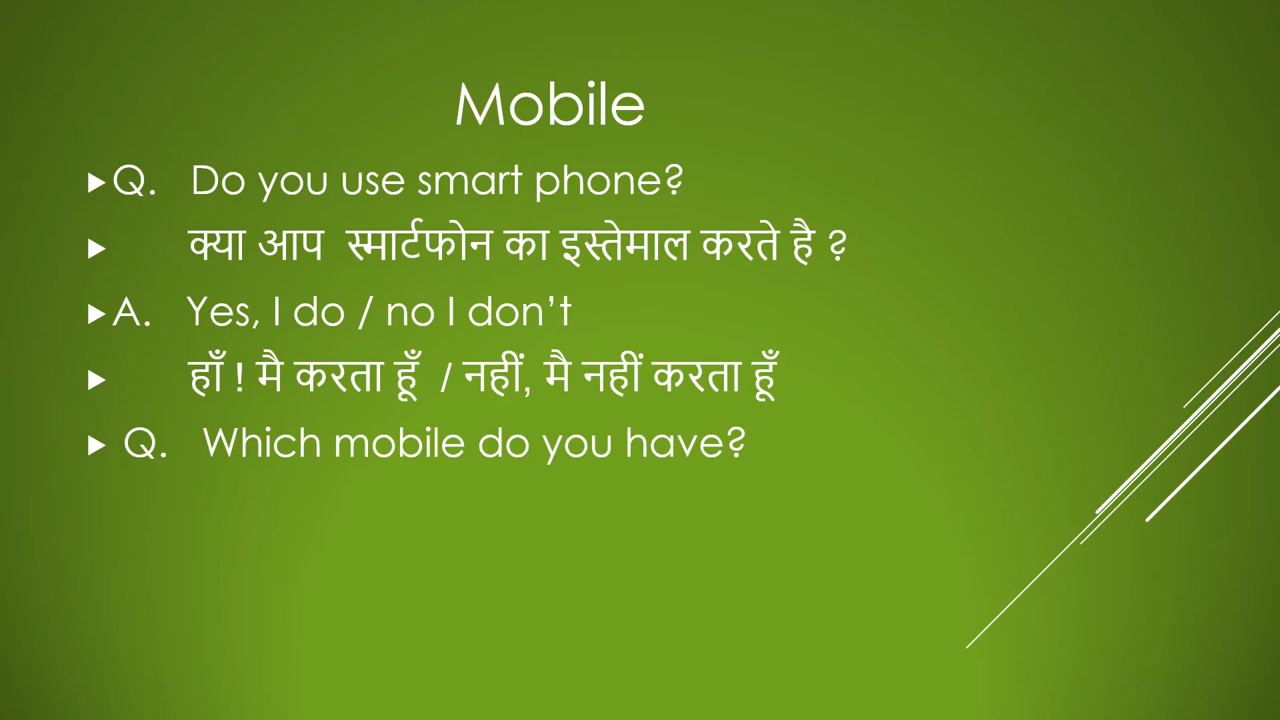 Mobile
Q. Do you use smart phone?
क्या आप स्मार्टफोन का इस्तेमाल करते है ?
A. Yes, I do / no I don’t
हाँ ! मै करता हूँ / नहीं, मै नहीं करता हूँ
Q. Which mobile do you have?